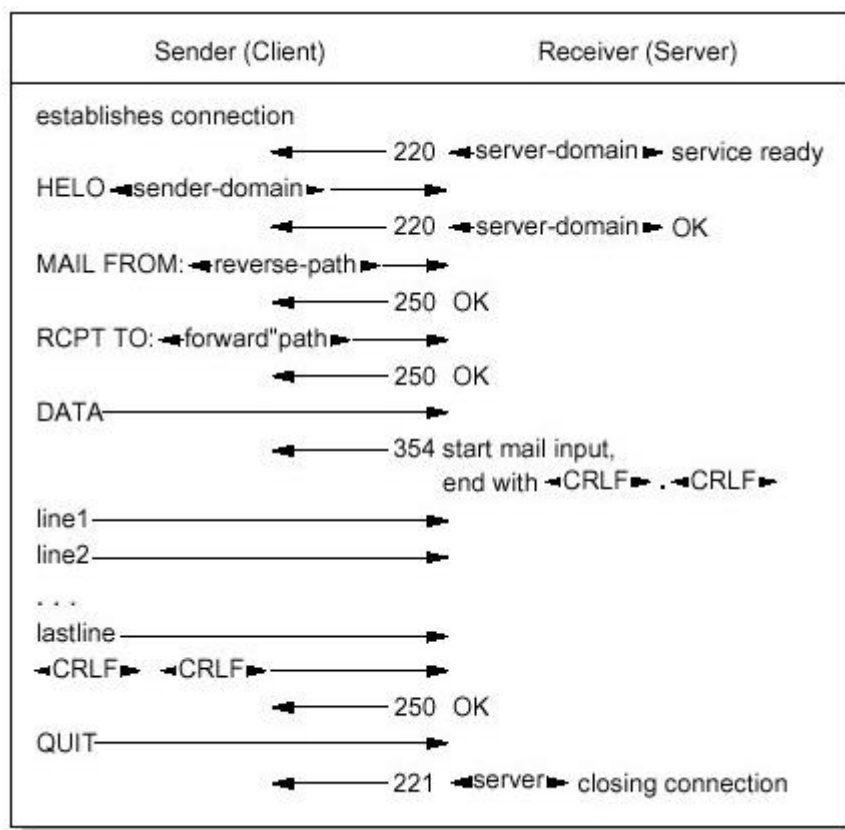 Sender (Client) Receiver (Server)
establishes connection
220 ◄server-domain► service ready
HELO ◄sender-domain►
220 ◄server-domain► OK
MAIL FROM: ◄reverse-path►
250 OK
RCPT TO: ◄forward"path►
250 OK
DATA
354 start mail input,
end with ◄CRLF► . ◄CRLF►
line1
line2
. . .
lastline
◄CRLF► ◄CRLF►
250 OK
QUIT
221 ◄server► closing connection